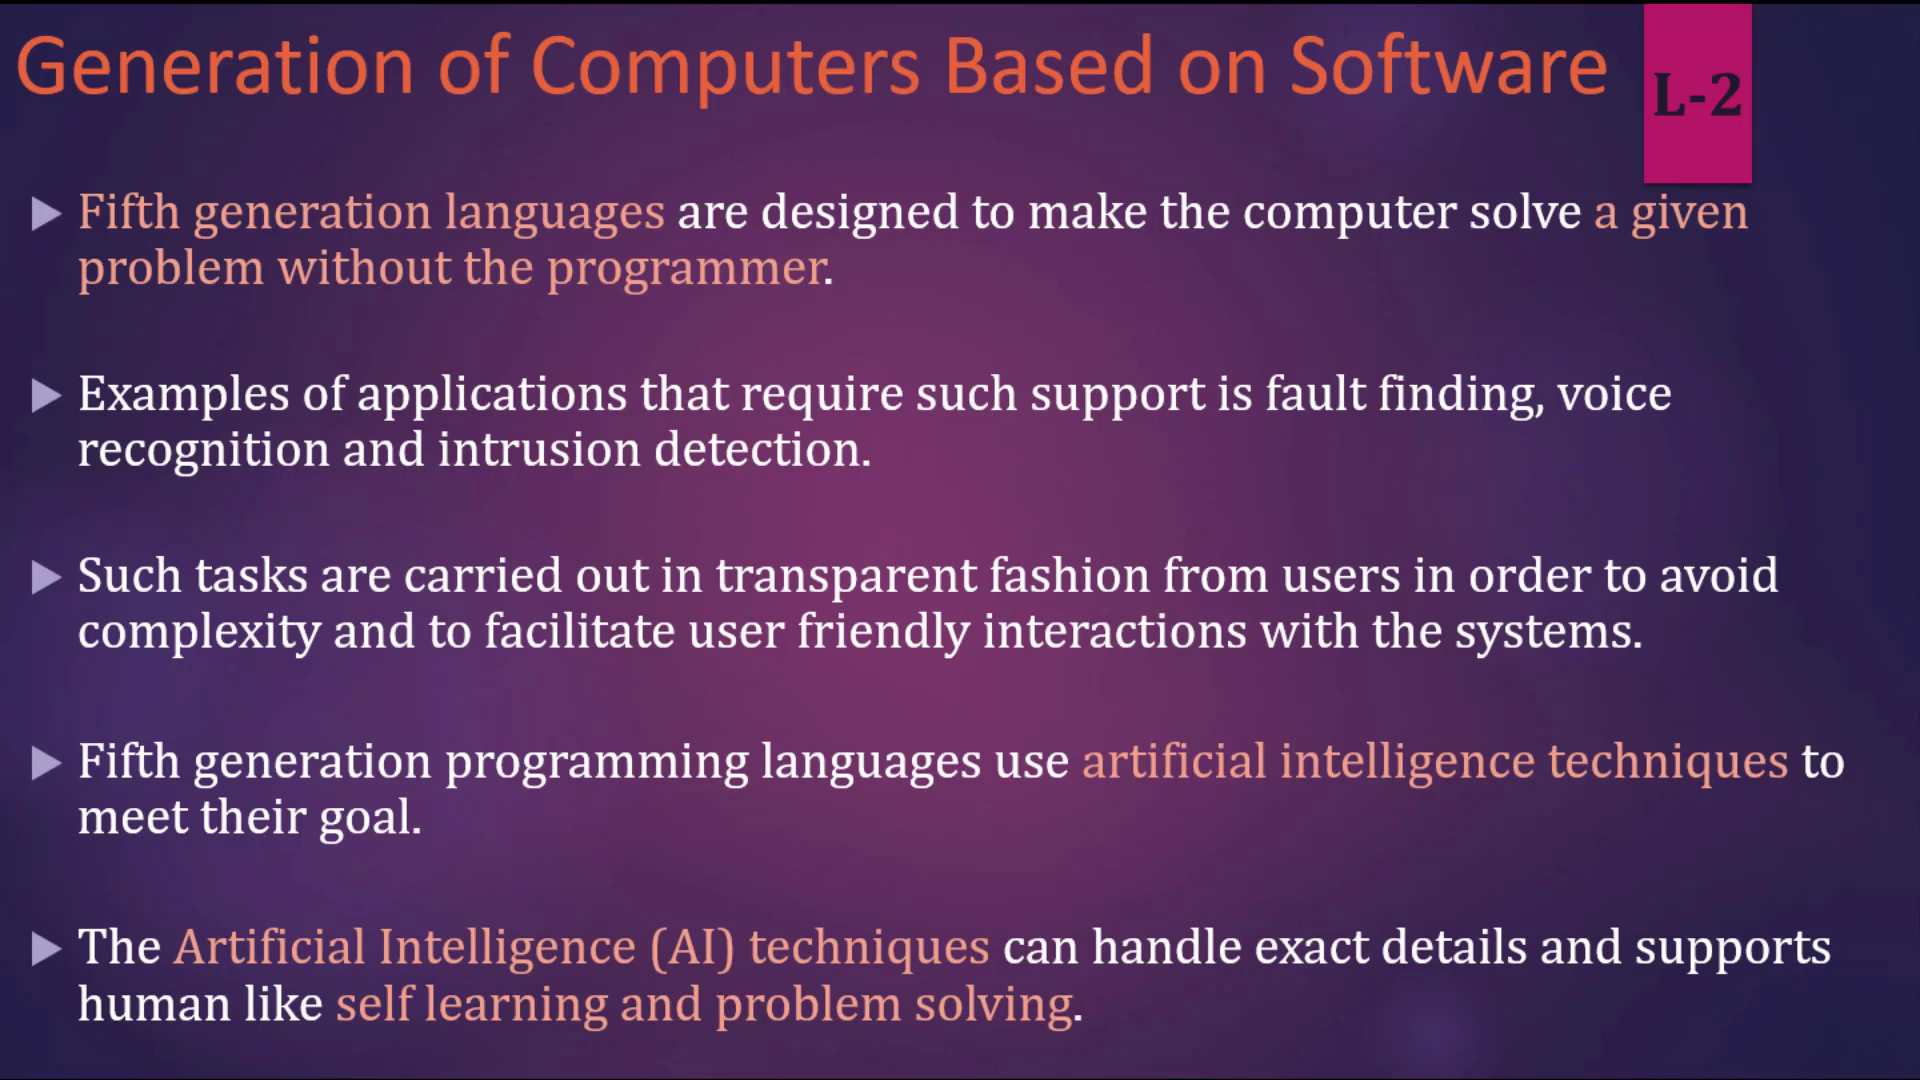 Generation of Computers Based on Software
L-2
Fifth generation languages are designed to make the computer solve a given
problem without the programmer.
Examples of applications that require such support is fault finding, voice
recognition and intrusion detection.
Such tasks are carried out in transparent fashion from users in order to avoid
complexity and to facilitate user friendly interactions with the systems.
Fifth generation programming languages use artificial intelligence techniques to
meet their goal.
The Artificial Intelligence (AI) techniques can handle exact details and supports
human like self learning and problem solving.